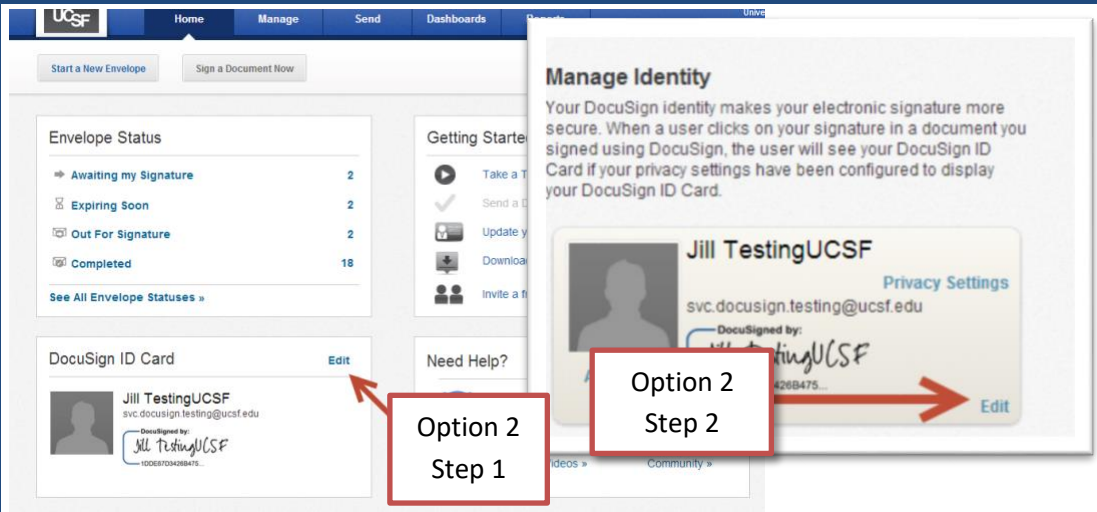 UCSF
Home
Manage
Send
Dashboards
Start a New Envelope
Sign a Document Now
Envelope Status
Awaiting my Signature 2
Expiring Soon 2
Out For Signature 2
Completed 18
See All Envelope Statuses »
DocuSign ID Card
Edit
Jill TestingUCSF
svc.docusign.testing@ucsf.edu
DocuSigned by:
Jill TestingUCSF
1DDE67D3426B475...
Option 2
Step 1
Getting
Take a
Send a
Update
Invite a
Need Help?
Community »
Manage Identity
Your DocuSign identity makes your electronic signature more
secure. When a user clicks on your signature in a document you
signed using DocuSign, the user will see your DocuSign ID
Card if your privacy settings have been configured to display
your DocuSign ID Card.
Jill TestingUCSF
Privacy Settings
svc.docusign.testing@ucsf.edu
DocuSigned by:
Edit
Option 2
Step 2